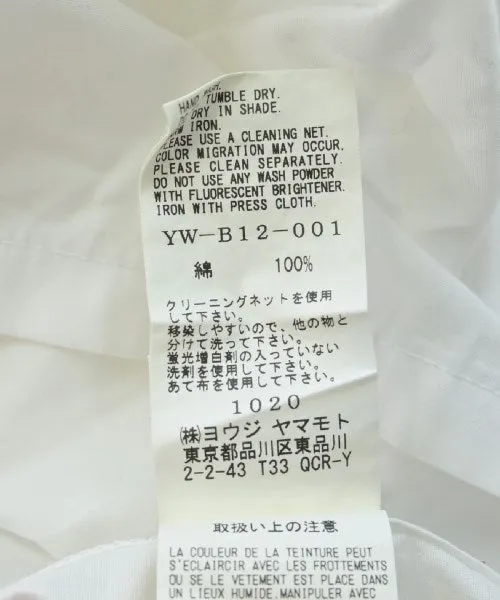 HAND TUMBLE DRY.
DRY IN SHADE.
IRON.
PLEASE USE A CLEANING NET.
COLOR MIGRATION MAY OCCUR.
PLEASE CLEAN SEPARATELY.
DO NOT USE ANY WASH POWDER
WITH FLUORESCENT BRIGHTENER.
IRON WITH PRESS CLOTH.
YW-B12-001
綿 100%
クリーニングネットを使用
して下さい。
移染しやすいので、他の物と
分けて洗って下さい。
蛍光増白剤の入っていない
洗剤を使用して下さい。
あて布を使用して下さい。
1020
㈱ヨウジ ヤマモト
東京都品川区東品川
2-2-43 T33 QCR-Y
取扱い上の注意
LA COULEUR DE LA TEINTURE PEUT
S'ECLAIRCIR AVEC LES FROTTEMENTS
OU SE LE VETEMENT EST PLACE DANS
UN LIEUX HUMIDE.MANIPULER AVEC